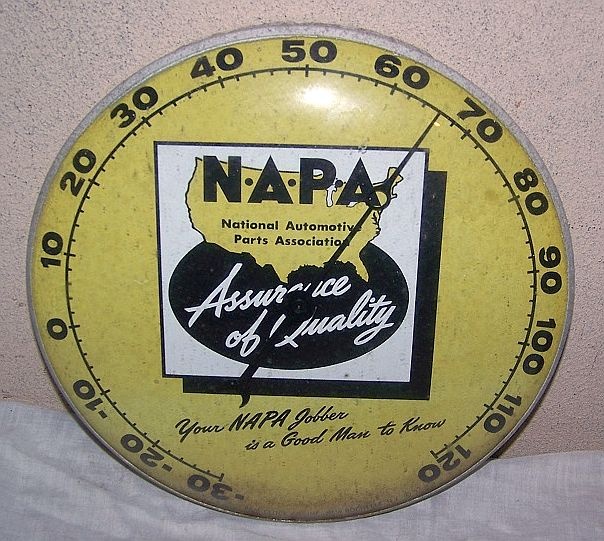 -30
-20
-10
0
10
20
30
40
50
60
70
80
90
100
110
120
N·A·P·A
National Automotive
Parts Association
Assurance
of Quality
Your NAPA Jobber
is a Good Man to Know